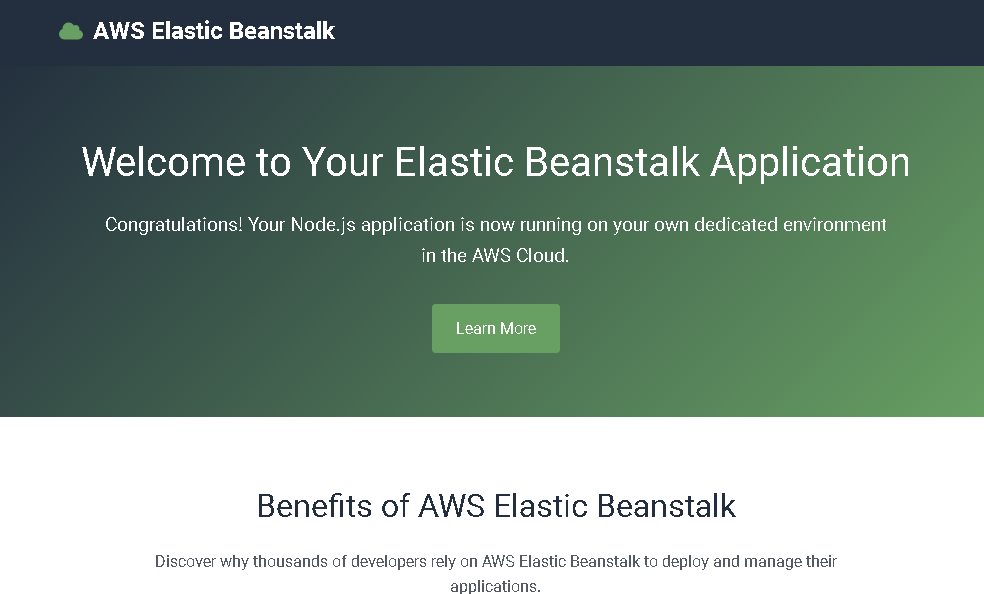 AWS Elastic Beanstalk
Welcome to Your Elastic Beanstalk Application
Congratulations! Your Node.js application is now running on your own dedicated environment
in the AWS Cloud.
Learn More
Benefits of AWS Elastic Beanstalk
Discover why thousands of developers rely on AWS Elastic Beanstalk to deploy and manage their
applications.